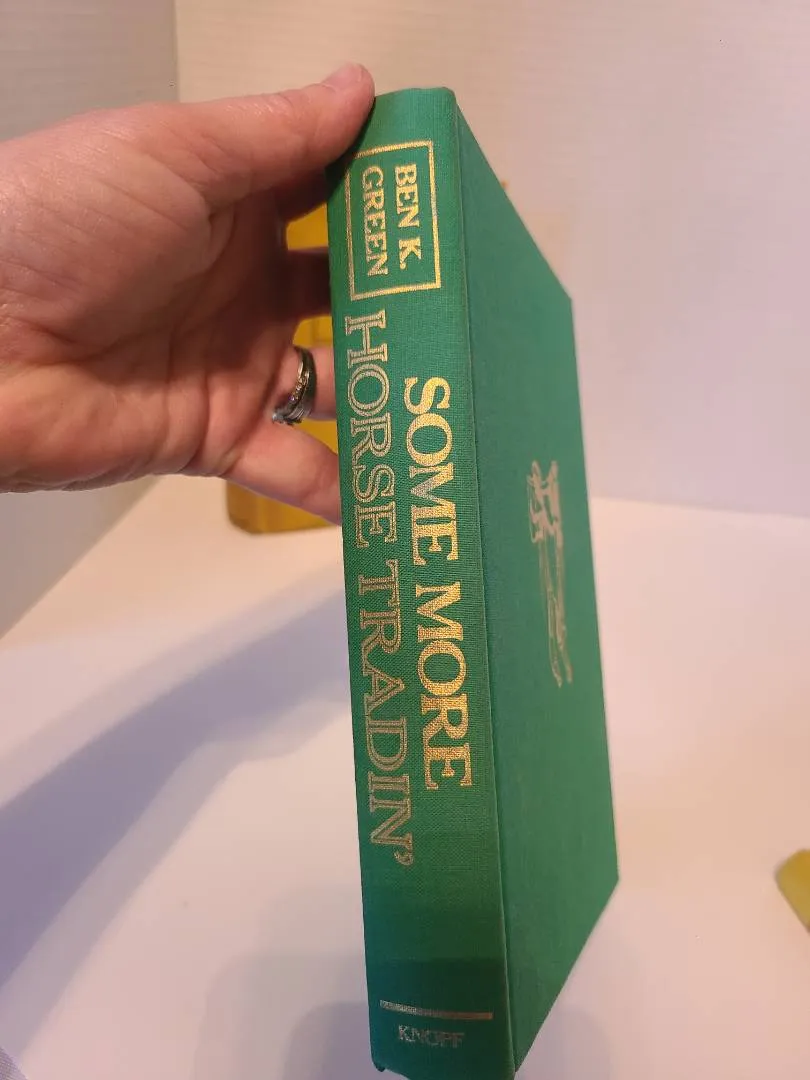 BEN K.
GREEN
SOME MORE
HORSE TRADIN'
KNOPF